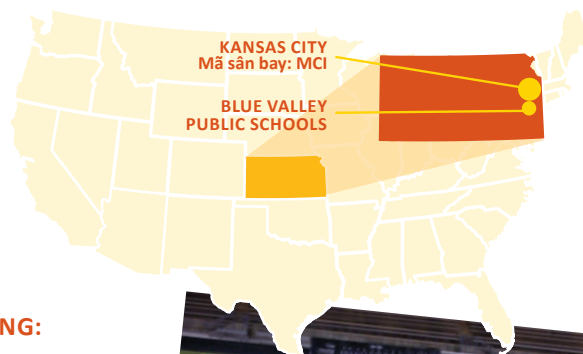 KANSAS CITY
Mã sân bay: MCI
BLUE VALLEY
PUBLIC SCHOOLS
NG: